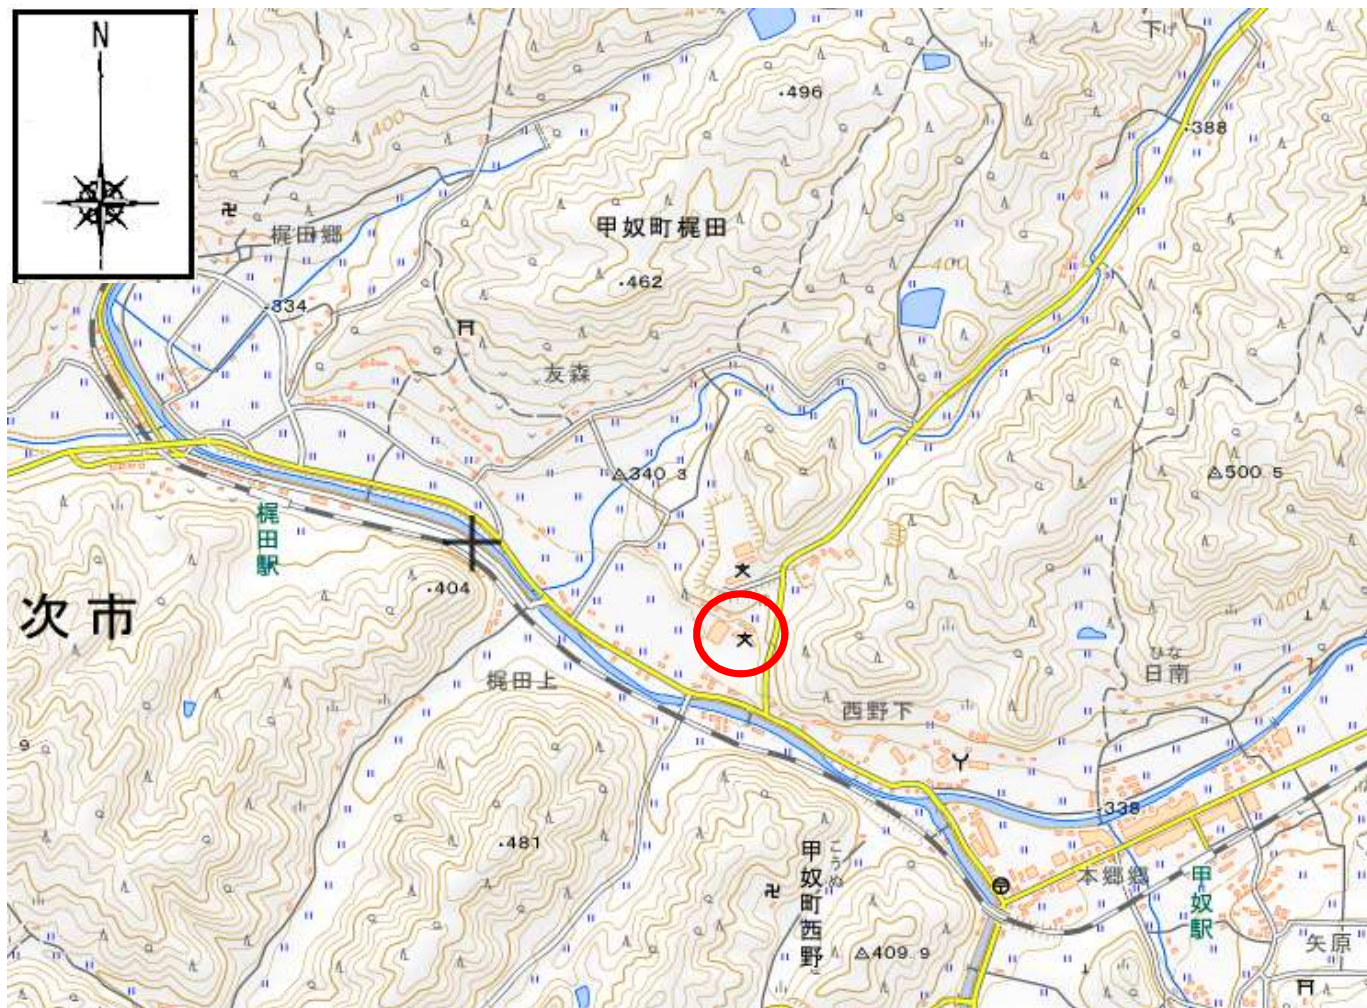 N
下げ
496
388
400
甲奴町梶田
梶田郷
400
462
334
友森
340.3
500.5
梶田駅
404
次市
ひな
日南
梶田上
西野下
9
338
481
こうぬ
甲奴町西野
本郷郷
甲奴駅
409.9
矢原